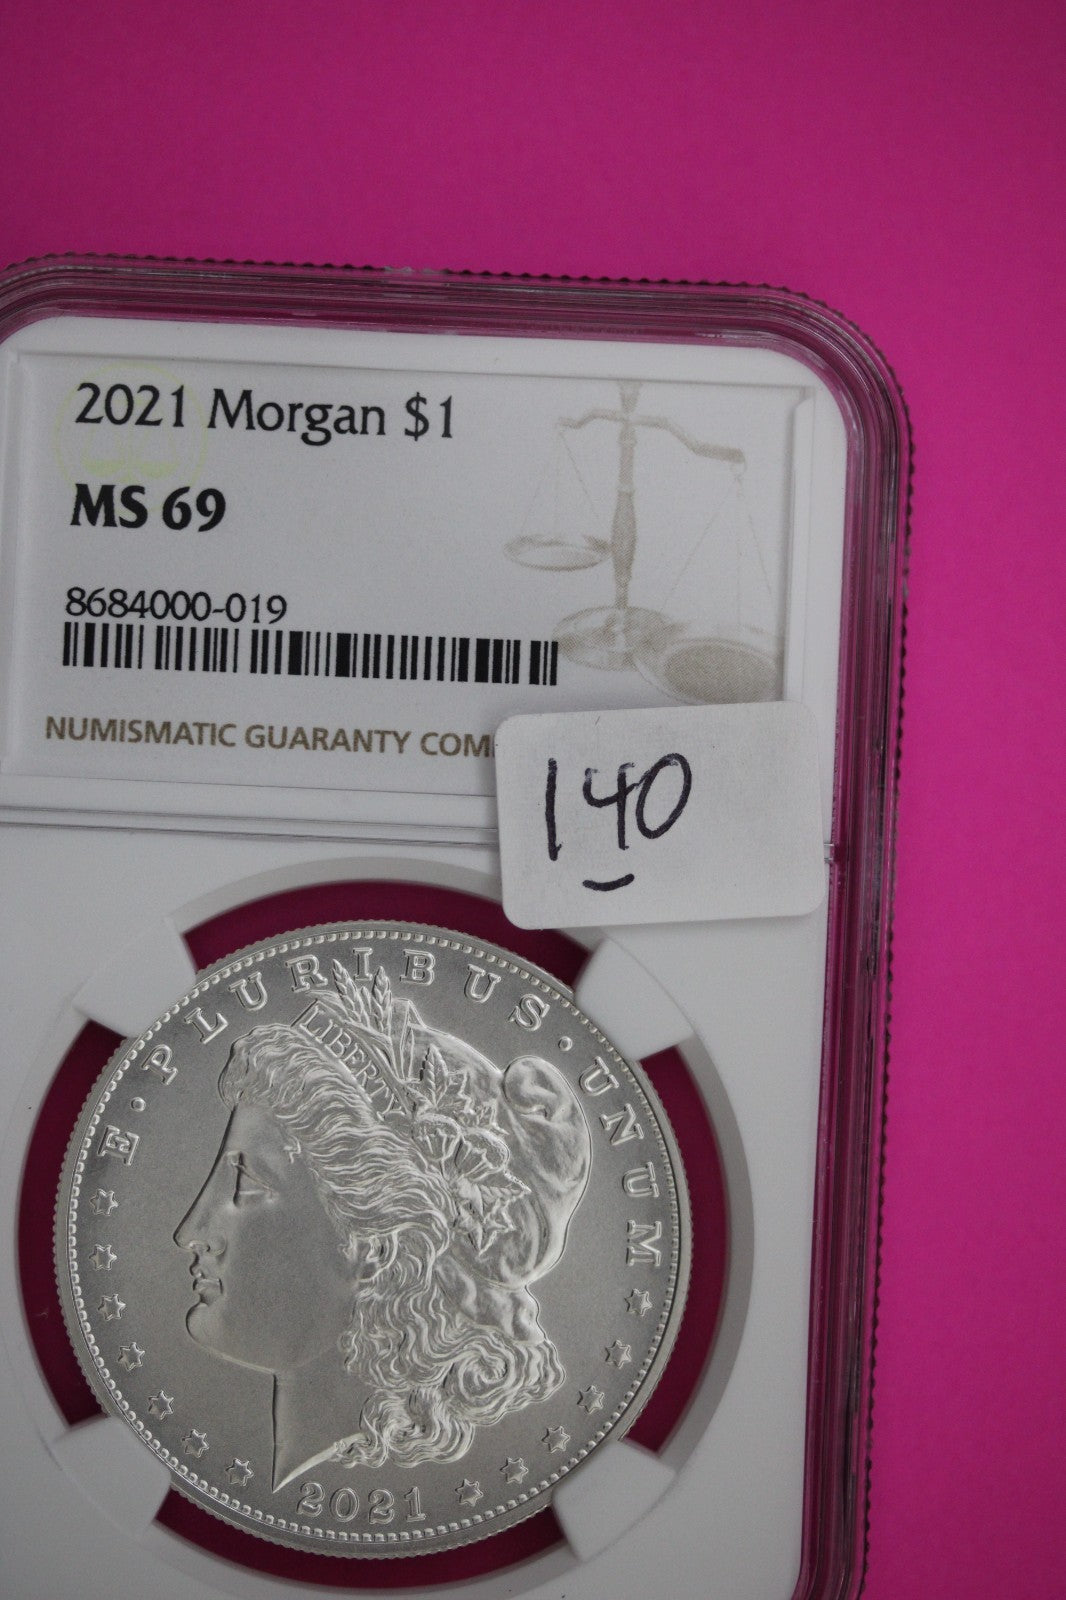 2021 Morgan $1
MS 69
8684000-019
NUMISMATIC GUARANTY COM
140
E · PLURIBUS · UNUM
LIBERTY
2021